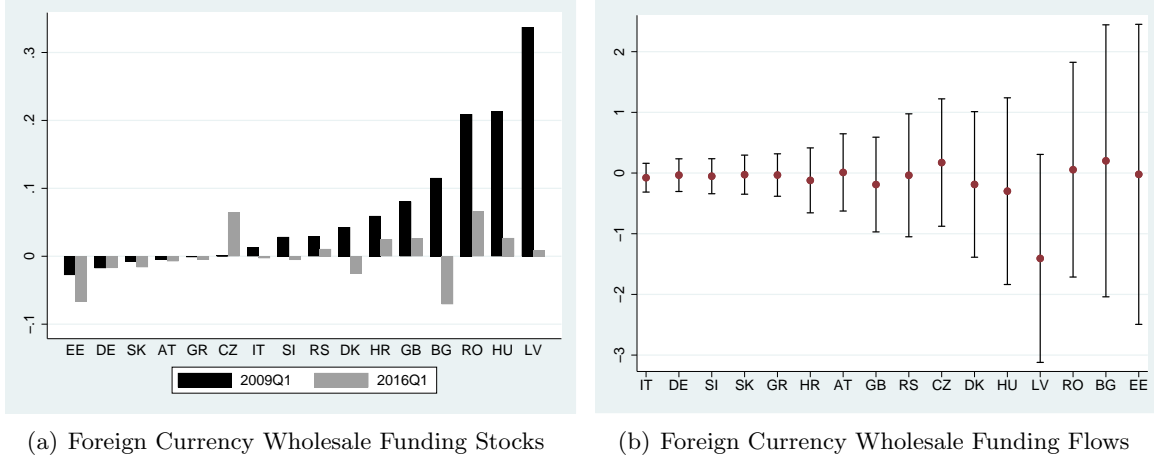 .3
.2
.1
0
-.1
EE DE SK AT GR CZ IT SI RS DK HR GB BG RO HU LV
2009Q1 2016Q1
2
1
0
-1
-2
-3
IT DE SI SK GR HR AT GB RS CZ DK HU LV RO BG EE
(a) Foreign Currency Wholesale Funding Stocks
(b) Foreign Currency Wholesale Funding Flows